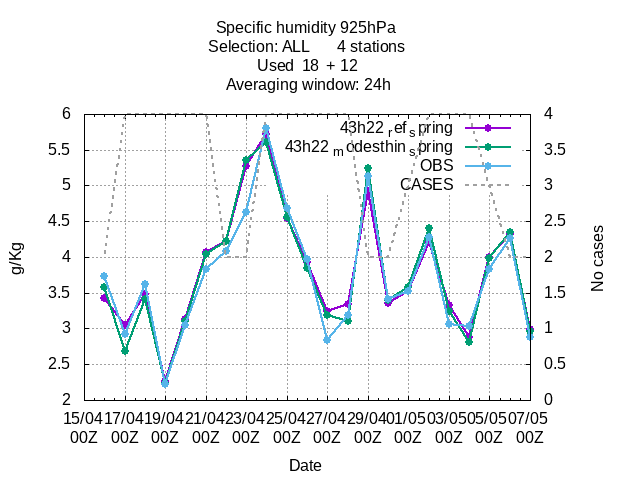 Specific humidity 925hPa
Selection: ALL 4 stations
Used 18 + 12
Averaging window: 24h
43h22 refspring
43h22 modesthinspring
OBS
CASES
6
5.5
5
4.5
4
3.5
3
2.5
2
g/Kg
4
3.5
3
2.5
2
1.5
1
0.5
0
No cases
15/04 17/04 19/04 21/04 23/04 25/04 27/04 29/04 01/05 03/05 05/05 07/05
00Z 00Z 00Z 00Z 00Z 00Z 00Z 00Z 00Z 00Z 00Z 00Z
Date